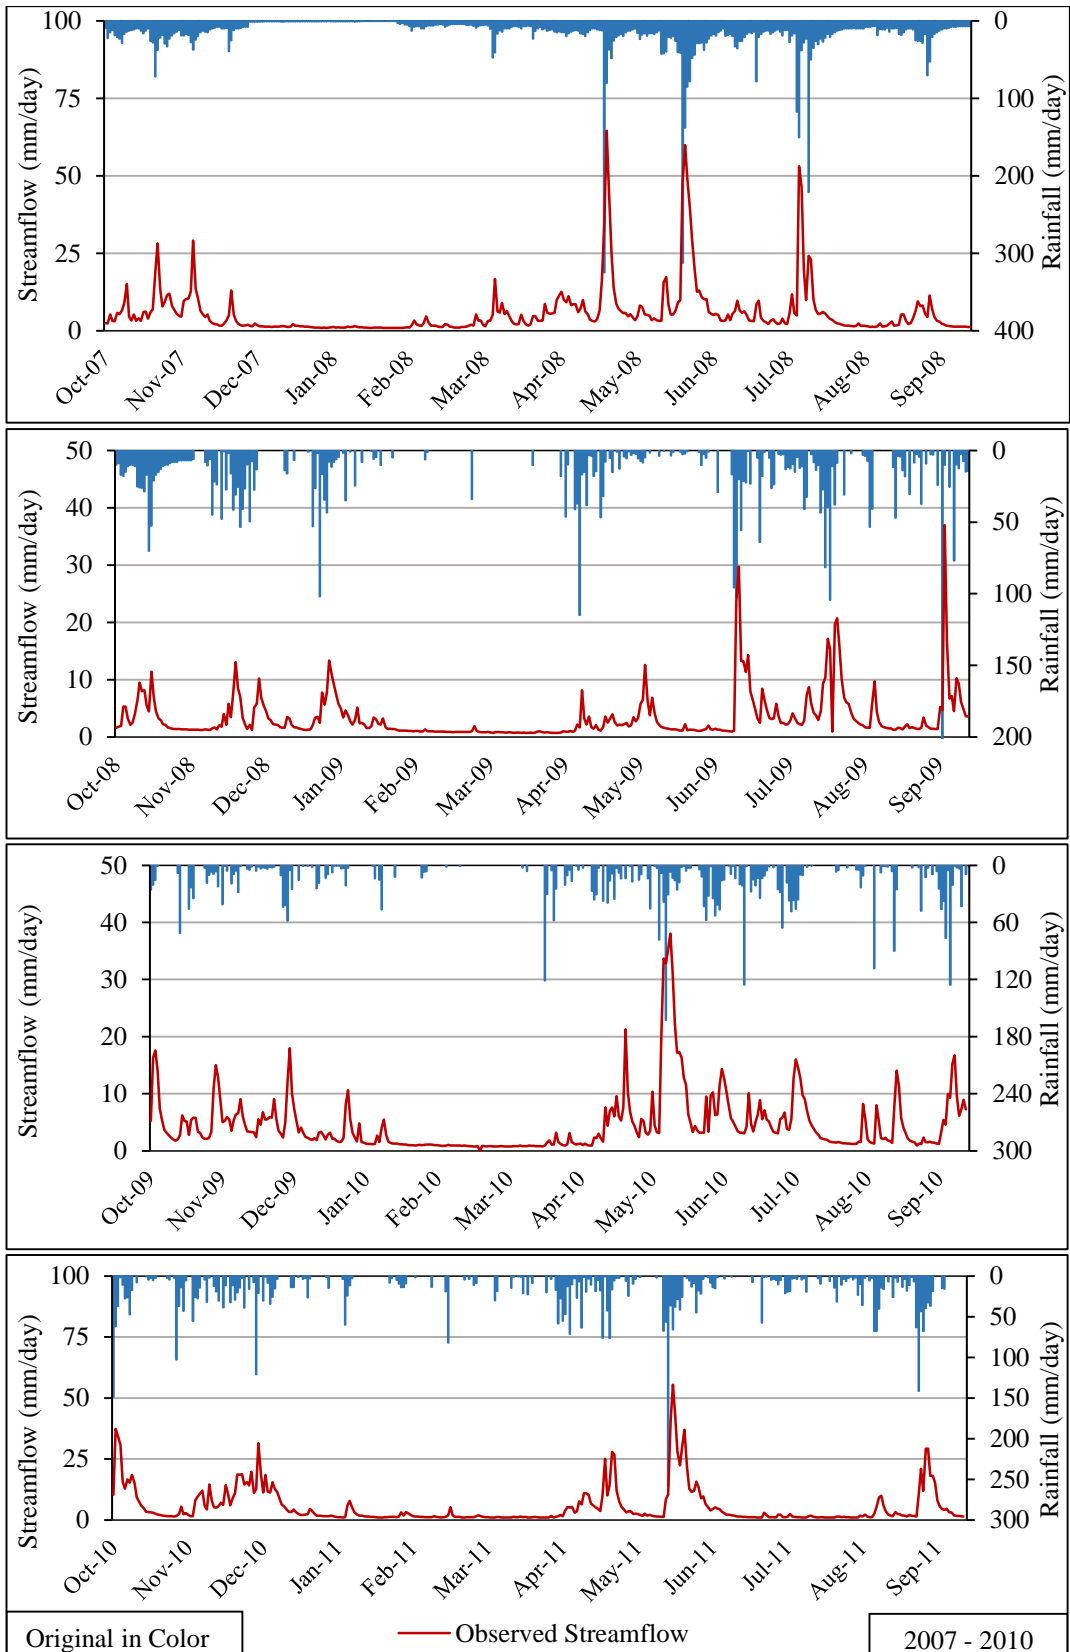 100
75
50
25
0
0
100
200
300
400
Streamflow (mm/day)
Rainfall (mm/day)
Oct-07
Nov-07
Dec-07
Jan-08
Feb-08
Mar-08
Apr-08
May-08
Jun-08
Jul-08
Aug-08
Sep-08
50
40
30
20
10
0
0
50
100
150
200
Streamflow (mm/day)
Rainfall (mm/day)
Oct-08
Nov-08
Dec-08
Jan-09
Feb-09
Mar-09
Apr-09
May-09
Jun-09
Jul-09
Aug-09
Sep-09
50
40
30
20
10
0
0
60
120
180
240
300
Streamflow (mm/day)
Rainfall (mm/day)
Oct-09
Nov-09
Dec-09
Jan-10
Feb-10
Mar-10
Apr-10
May-10
Jun-10
Jul-10
Aug-10
Sep-10
100
75
50
25
0
0
50
100
150
200
250
300
Streamflow (mm/day)
Rainfall (mm/day)
Oct-10
Nov-10
Dec-10
Jan-11
Feb-11
Mar-11
Apr-11
May-11
Jun-11
Jul-11
Aug-11
Sep-11
Original in Color
Observed Streamflow
2007 - 2010